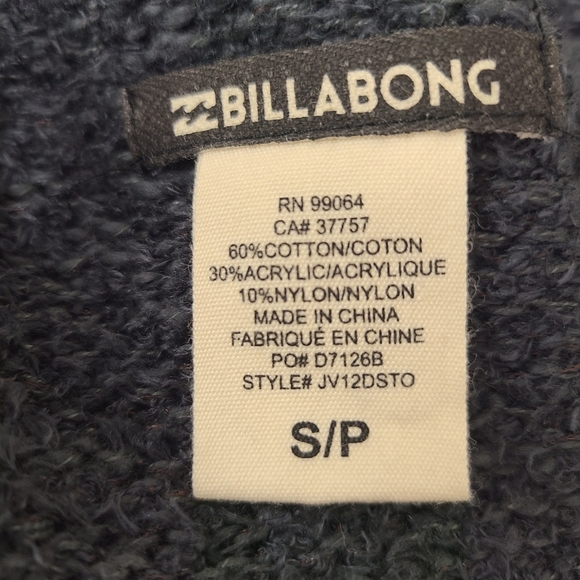 BILLABONG
RN 99064
CA# 37757
60%COTTON/COTON
30%ACRYLIC/ACRYLIQUE
10%NYLON/NYLON
MADE IN CHINA
FABRIQUÉ EN CHINE
PO# D7126B
STYLE# JV12DSTO
S/P